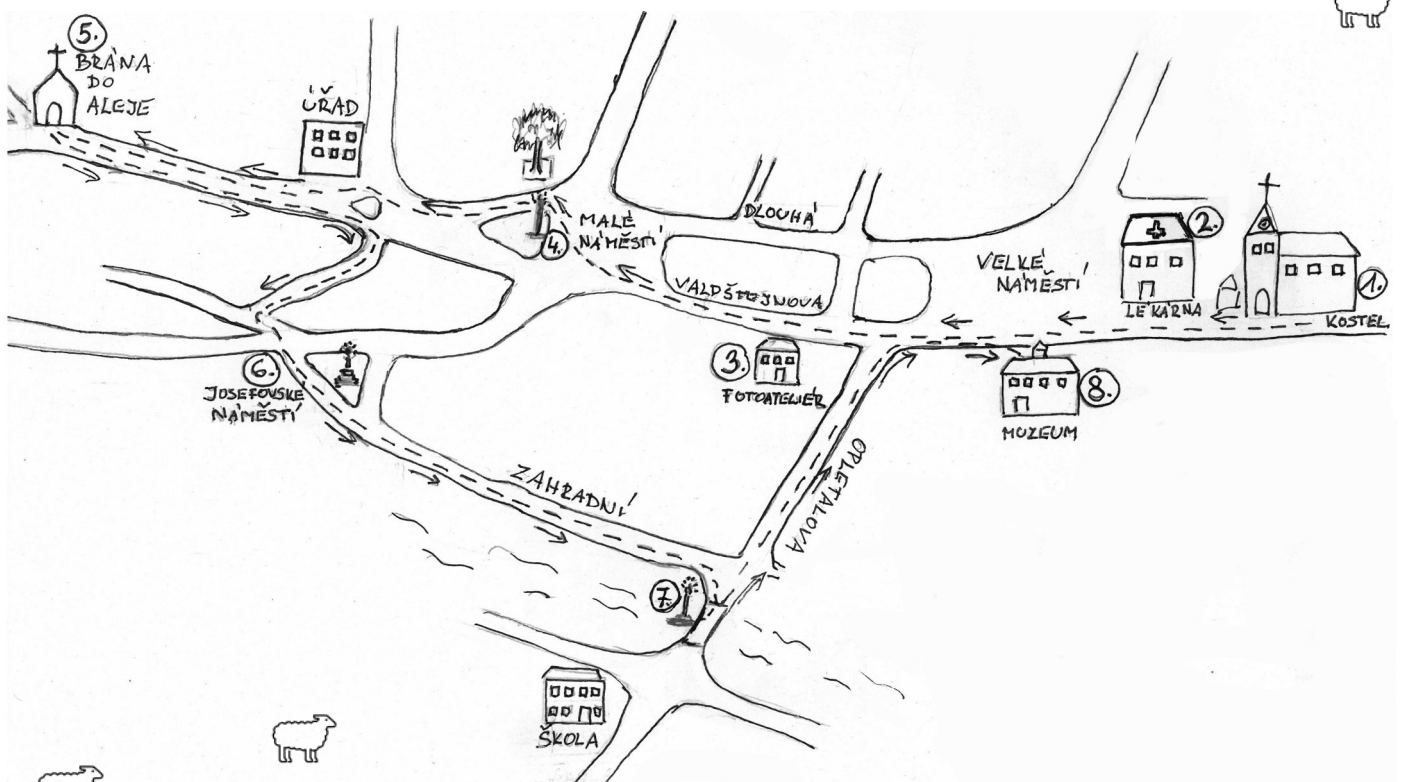 5.
BRÁNA
DO
ALEJE
ÚŘAD
MALÉ
NÁMĚSTÍ
4.
DLOUHÁ
VALDŠTEJNOVA
VELKÉ
NÁMĚSTÍ
2.
LÉKÁRNA
1.
KOSTEL
3.
FOTOATELIÉR
8.
MUZEUM
6.
JOSEFOVSKÉ
NÁMĚSTÍ
ZAHRADNÍ
OPLETALOVA
7.
ŠKOLA